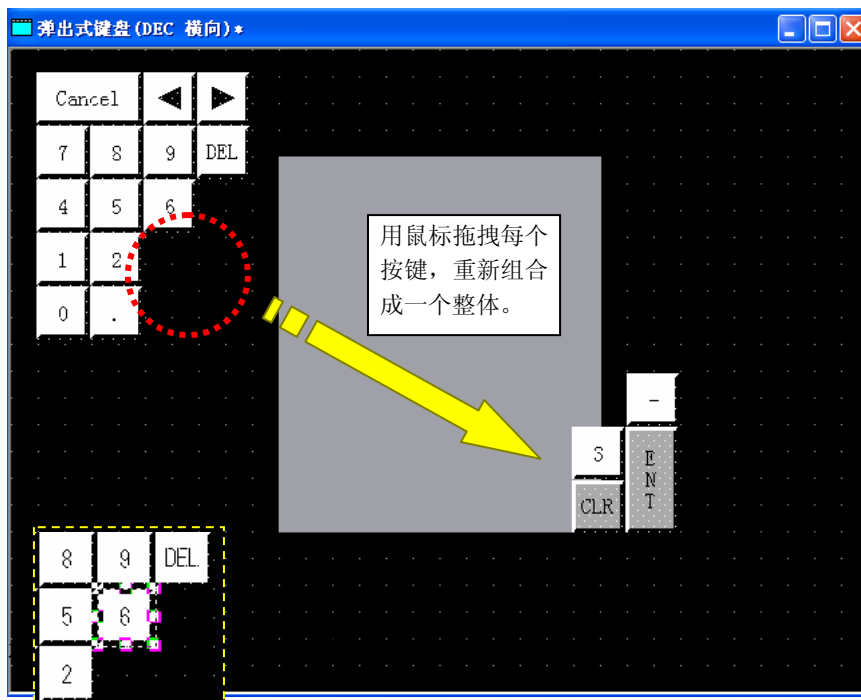 弹出式键盘(DEC 横向)*
Cancel ◀ ▶
7 8 9 DEL
4 5 6
1 2
0 .
用鼠标拖拽每个
按键，重新组合
成一个整体。
-
3
ENT
CLR
8 9 DEL
5 6
2